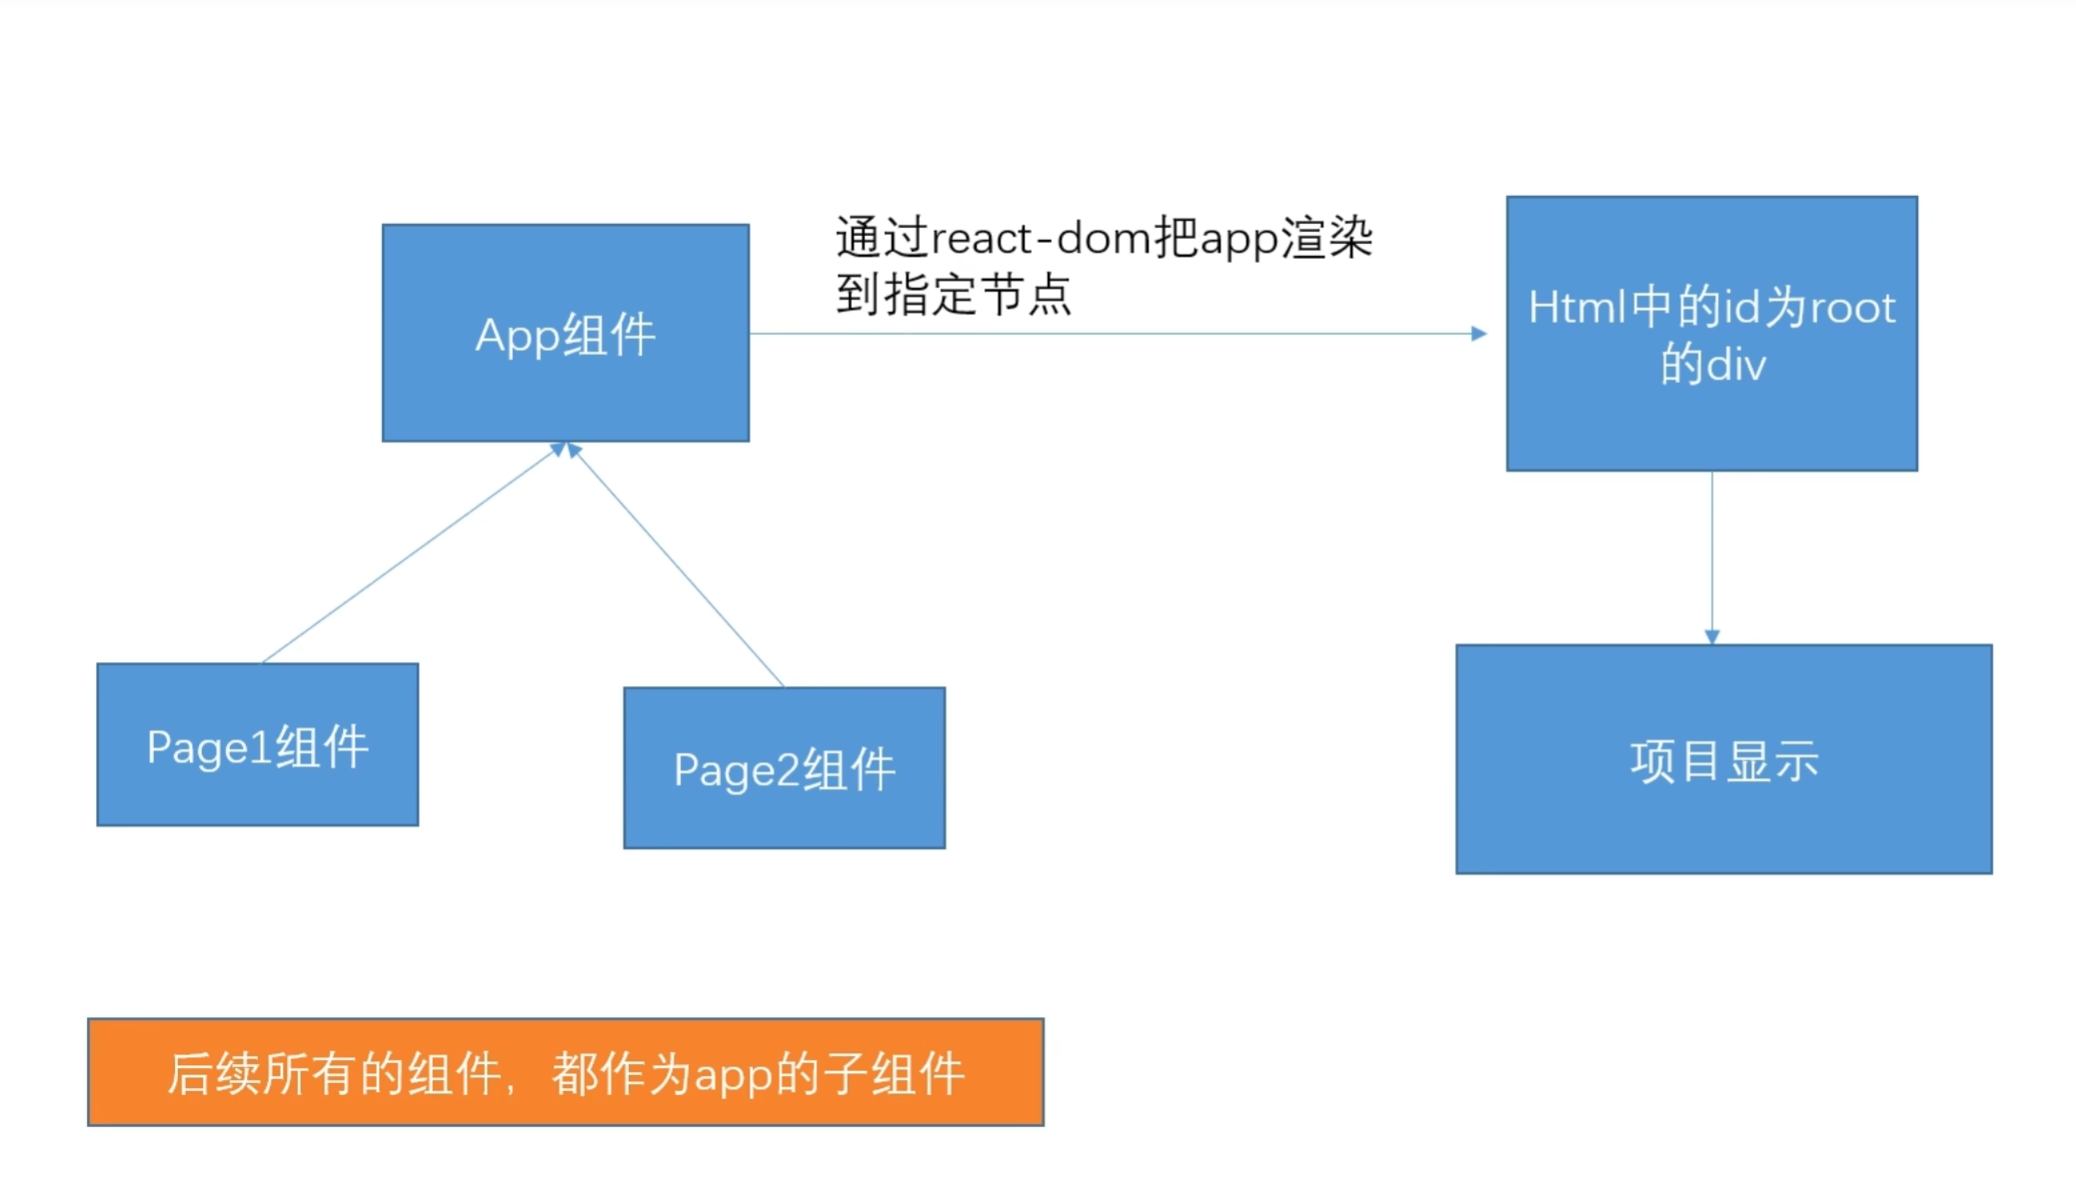 通过react-dom把app渲染
到指定节点
App组件
Html中的id为root
的div
Page1组件
Page2组件
项目显示
后续所有的组件，都作为app的子组件